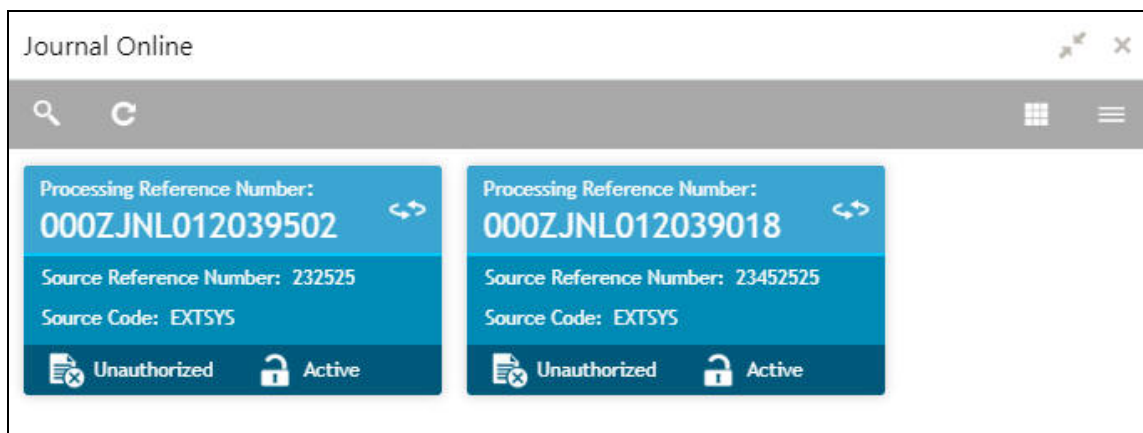 Journal Online
Processing Reference Number:
000ZJNL012039502
Source Reference Number: 232525
Source Code: EXTSYS
Unauthorized Active
Processing Reference Number:
000ZJNL012039018
Source Reference Number: 23452525
Source Code: EXTSYS
Unauthorized Active